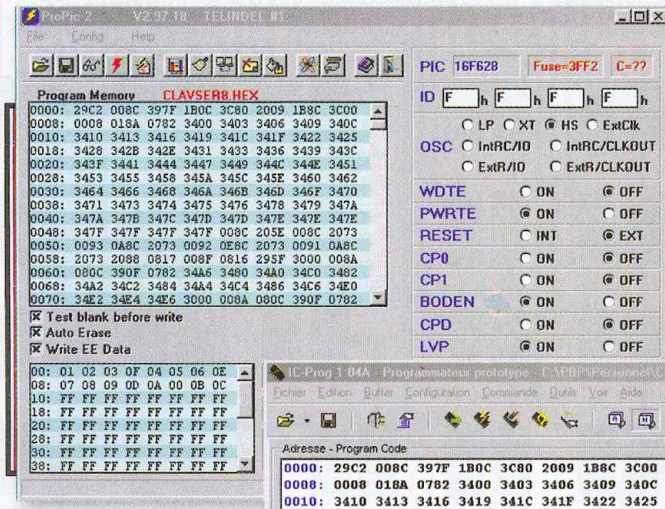 ProPic 2 V2.97.10 TELINDEL #1
File Config Help
Program Memory CLAVSER8.HEX
0000: 29C2 008C 397F 1B0C 3C80 2009 1B8C 3C00
0008: 0008 018A 0782 3400 3403 3406 3409 340C
0010: 3410 3413 3416 3419 341C 341F 3422 3425
0018: 3428 342B 342E 3431 3433 3436 3439 343C
0020: 343F 3441 3444 3447 3449 344C 344E 3451
0028: 3453 3455 3458 345A 345C 345E 3460 3462
0030: 3464 3466 3468 346A 346B 346D 346F 3470
0038: 3471 3473 3474 3475 3476 3478 3479 347A
0040: 347A 347B 347C 347D 347D 347E 347E 347E
0048: 347F 347F 347F 347F 008C 205E 008C 2073
0050: 0093 0A8C 2073 0092 0E8C 2073 0091 0A8C
0058: 2073 2088 0817 008F 0816 295F 3000 008A
0060: 080C 390F 0782 34A6 3480 34A0 34C0 3482
0068: 34A2 34C2 3484 34A4 34C4 3486 34C6 34E0
0070: 34E2 34E4 34E6 3000 008A 080C 390F 0782
Test blank before write
Auto Erase
Write EE Data
00: 01 02 03 0F 04 05 06 0E
08: 07 08 09 0D 0A 00 0B 0C
10: FF FF FF FF FF FF FF FF
18: FF FF FF FF FF FF FF FF
20: FF FF FF FF FF FF FF FF
28: FF FF FF FF FF FF FF FF
30: FF FF FF FF FF FF FF FF
38: FF FF FF FF FF FF FF FF
PIC 16F628 Fuse=3FF2 C=??
ID F h F h F h F h
LP XT HS ExtClk
OSC IntRC/IO IntRC/CLKOUT
ExtR/IO ExtR/CLKOUT
WDTE ON OFF
PWRTE ON OFF
RESET INT EXT
CP0 ON OFF
CP1 ON OFF
BODEN ON OFF
CPD ON OFF
LVP ON OFF
IC-Prog 1.04A - Programmateur prototype - C:\PBP\Personnel\C
Fichier Edition Buffer Configuration Commande Outils Voir Aide
Adresse - Program Code
0000: 29C2 008C 397F 1B0C 3C80 2009 1B8C 3C00
0008: 0008 018A 0782 3400 3403 3406 3409 340C
0010: 3410 3413 3416 3419 341C 341F 3422 3425